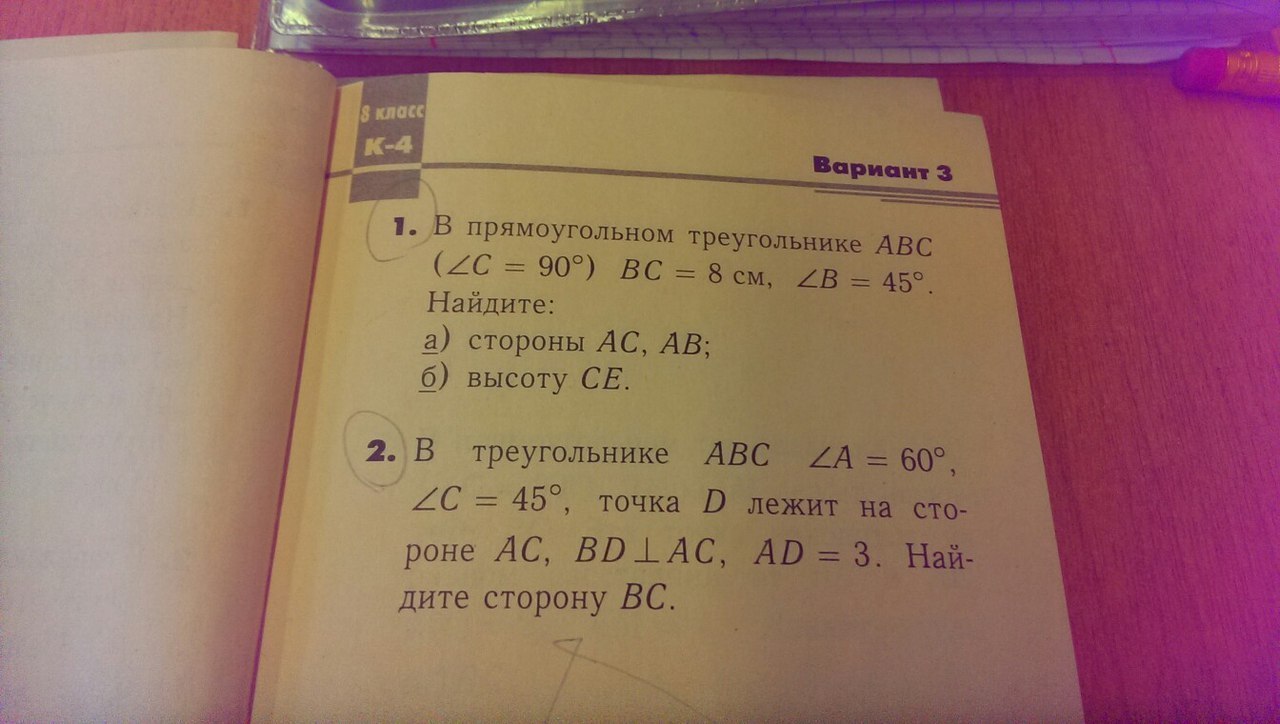 8 класс
К-4
Вариант 3
1. В прямоугольном треугольнике ABC
(∠C = 90°) BC = 8 см, ∠B = 45°.
Найдите:
а) стороны AC, AB;
б) высоту CE.
2. В треугольнике ABC ∠A = 60°,
∠C = 45°, точка D лежит на сто-
роне AC, BD⊥AC, AD = 3. Най-
дите сторону BC.